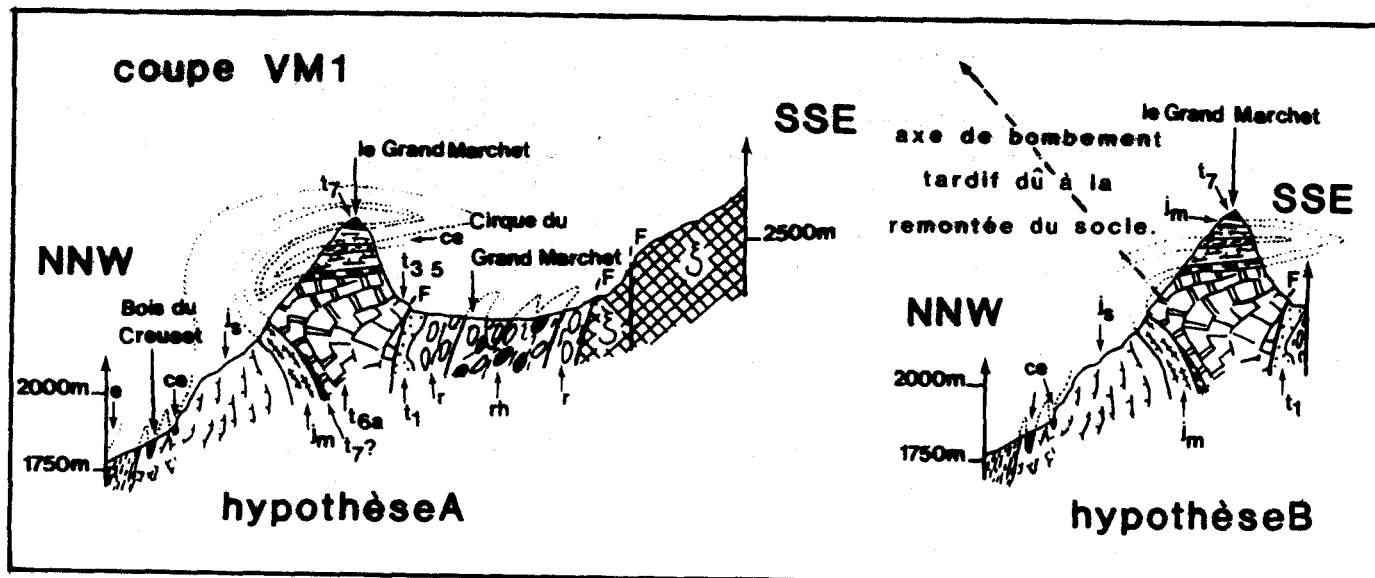 coupe VM1
SSE
le Grand Marchet
t7
Cirque du
ce
Grand Marchet
t3 5
F
F
F
2500m
NNW
Bois du
Creuset
js
ce
e
2000m
1750m
jm
t7?
t6a
t1
r
rh
r
hypothèseA
axe de bombement
tardif dû à la
remontée du socle.
le Grand Marchet
t7
jm
SSE
F
NNW
js
ce
2000m
1750m
jm
t1
hypothèseB